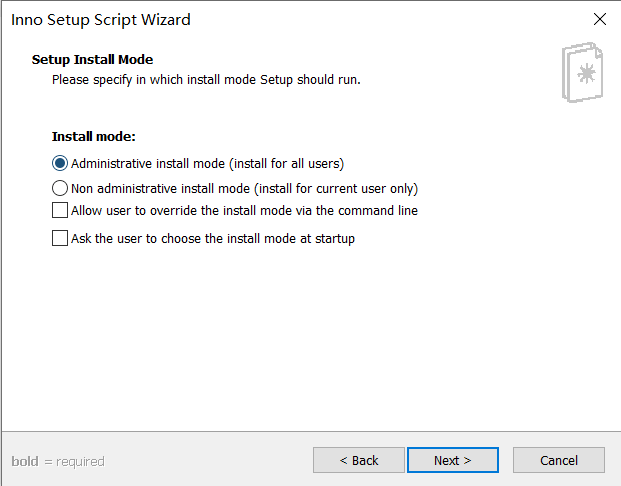 Inno Setup Script Wizard
Setup Install Mode
Please specify in which install mode Setup should run.
Install mode:
Administrative install mode (install for all users)
Non administrative install mode (install for current user only)
Allow user to override the install mode via the command line
Ask the user to choose the install mode at startup
bold = required
< Back
Next >
Cancel